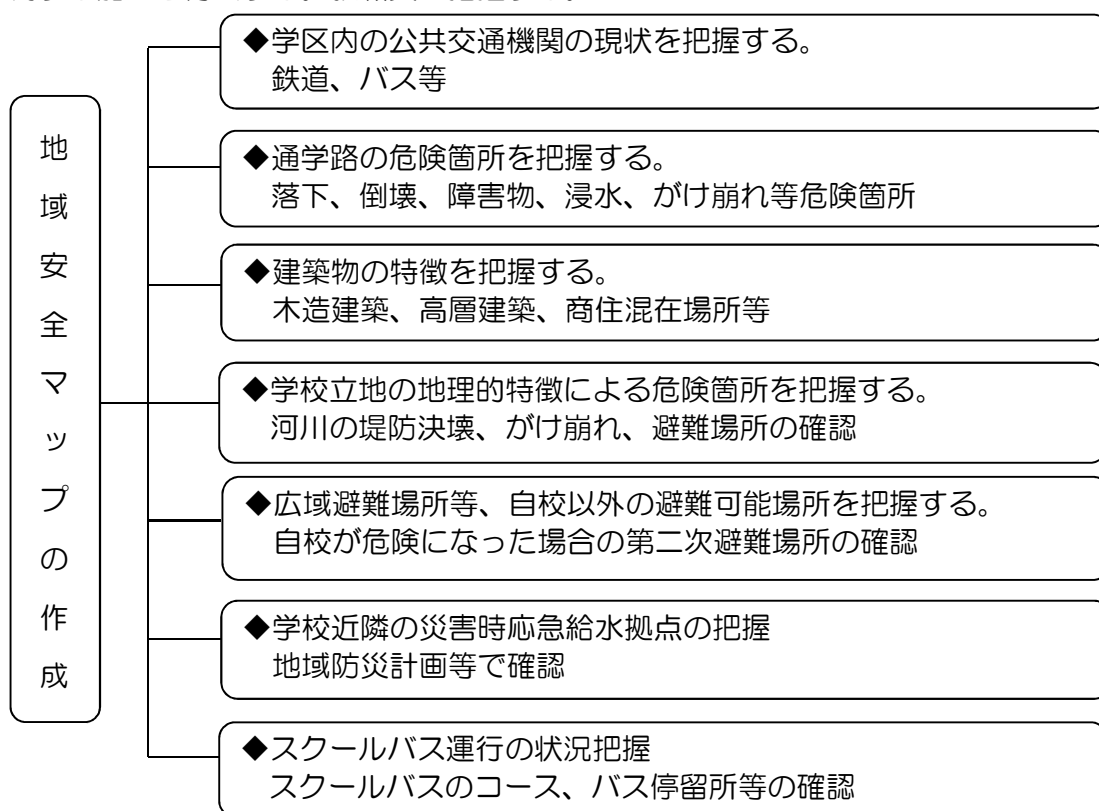 地域安全マップの作成
◆学区内の公共交通機関の現状を把握する。
鉄道、バス等
◆通学路の危険箇所を把握する。
落下、倒壊、障害物、浸水、がけ崩れ等危険箇所
◆建築物の特徴を把握する。
木造建築、高層建築、商住混在場所等
◆学校立地の地理的特徴による危険箇所を把握する。
河川の堤防決壊、がけ崩れ、避難場所の確認
◆広域避難場所等、自校以外の避難可能場所を把握する。
自校が危険になった場合の第二次避難場所の確認
◆学校近隣の災害時応急給水拠点の把握
地域防災計画等で確認
◆スクールバス運行の状況把握
スクールバスのコース、バス停留所等の確認